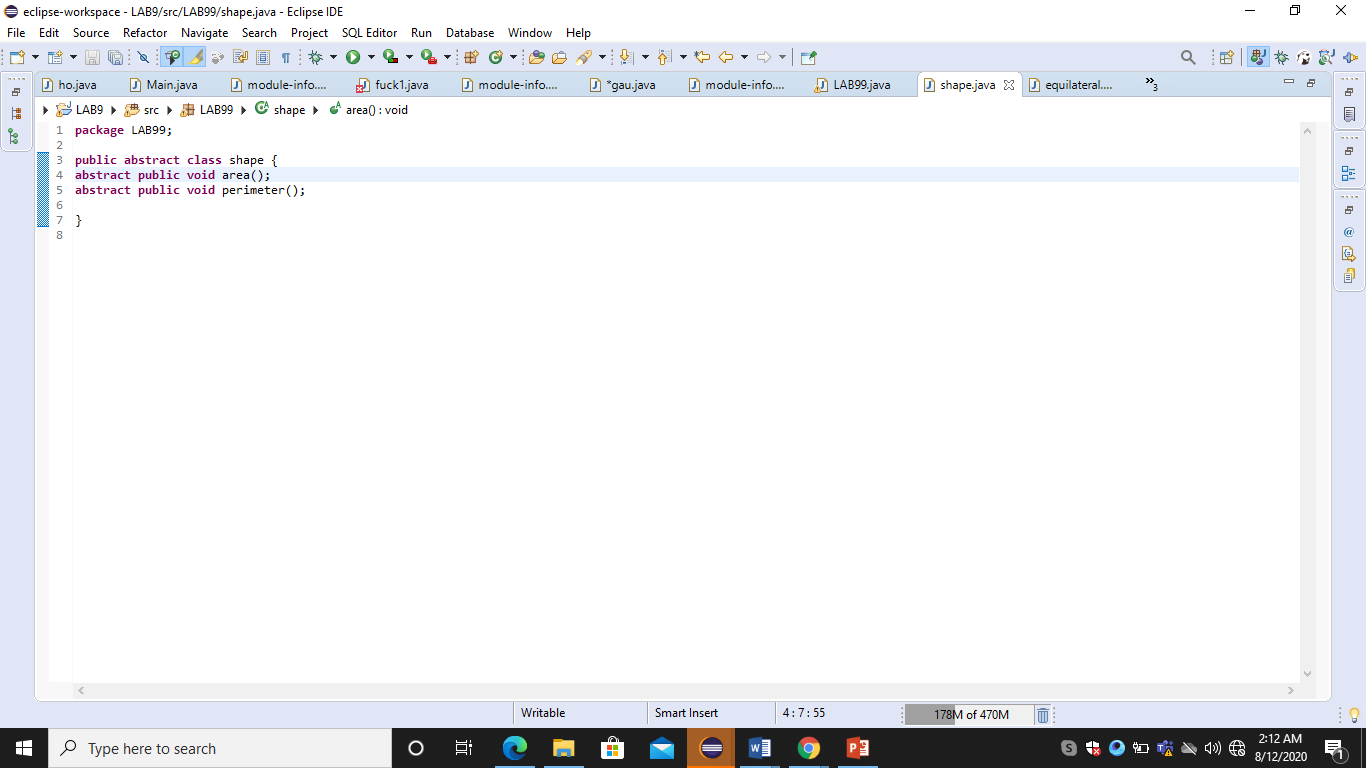 eclipse-workspace - LAB9/src/LAB99/shape.java - Eclipse IDE
File Edit Source Refactor Navigate Search Project SQL Editor Run Database Window Help
ho.java Main.java module-info.... fuck1.java module-info.... *gau.java module-info.... LAB99.java shape.java equilateral.... »3
LAB9 src LAB99 shape area() : void
1 package LAB99;
2
3 public abstract class shape {
4 abstract public void area();
5 abstract public void perimeter();
6
7 }
8
Writable Smart Insert 4 : 7 : 55 178M of 470M
Type here to search
2:12 AM
8/12/2020
1